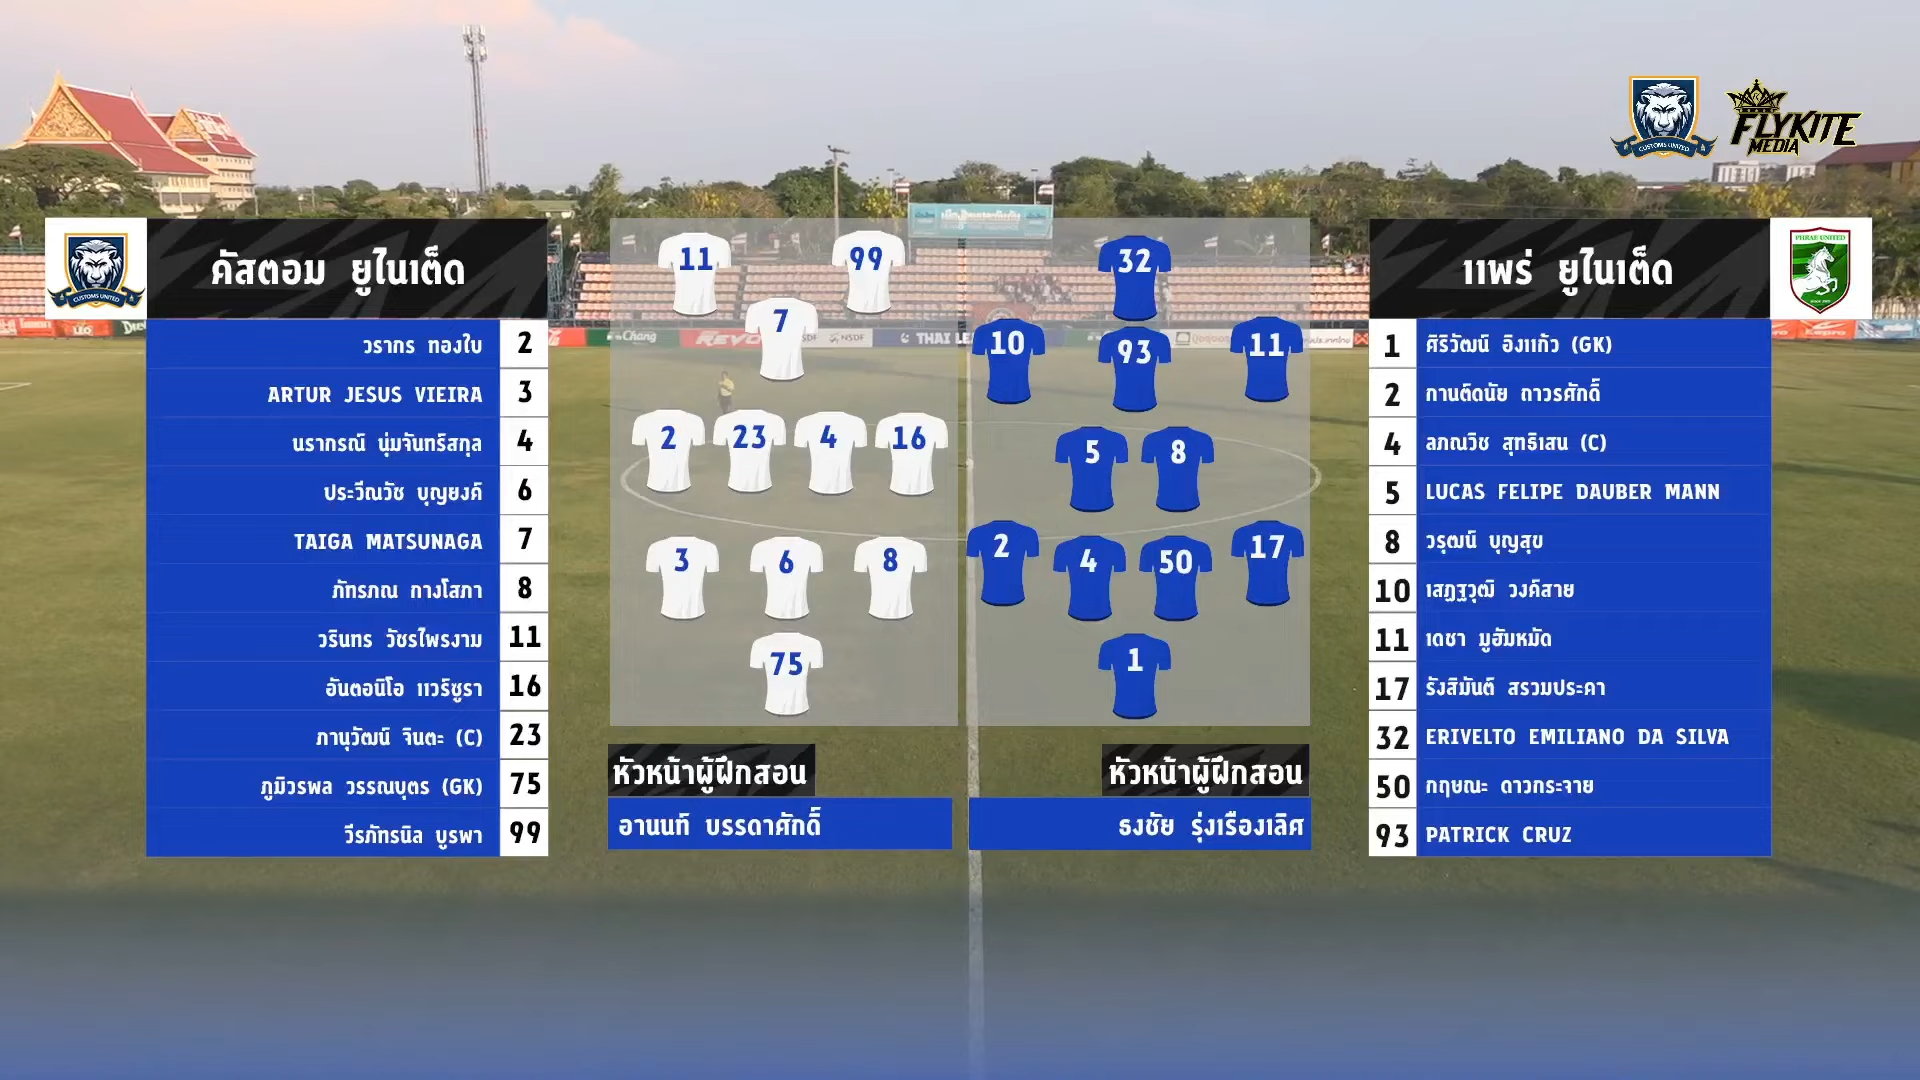 CUSTOMS UNITED
FLYKITE
MEDIA
คัสตอม ยูไนเต็ด
วรากร ทองใบ 2
ARTUR JESUS VIEIRA 3
นรากรณ์ นุ่มจันทร์สกุล 4
ประวีณวัช บุญยงค์ 6
TAIGA MATSUNAGA 7
ภัทรภณ กางโสภา 8
วรินทร วัชรไพรงาม 11
อันตอนิโอ แวร์ซูรา 16
ภานุวัฒน์ จินตะ (C) 23
ภูมิวรพล วรรณบุตร (GK) 75
วีรภัทรนิล บูรพา 99
11 99
7
2 23 4 16
3 6 8
75
หัวหน้าผู้ฝึกสอน
อานนท์ บรรดาศักดิ์
32
10 93 11
5 8
2 4 50 17
1
หัวหน้าผู้ฝึกสอน
ธงชัย รุ่งเรืองเลิศ
แพร่ ยูไนเต็ด
PHRAE UNITED
1 ศิริวัฒน์ อิงแก้ว (GK)
2 กานต์ดนัย ถาวรศักดิ์
4 ลภณวิช สุทธิเสน (C)
5 LUCAS FELIPE DAUBER MANN
8 วรุฒน์ บุญสุข
10 เสฏฐวุฒิ วงค์สาย
11 เดชา มูฮัมหมัด
17 รังสิมันต์ สรวมประคา
32 ERIVELTO EMILIANO DA SILVA
50 กฤษณะ ดาวกระจาย
93 PATRICK CRUZ
CUSTOMS UNITED
LEO
Chang
REVO
NSDF
THAI LE